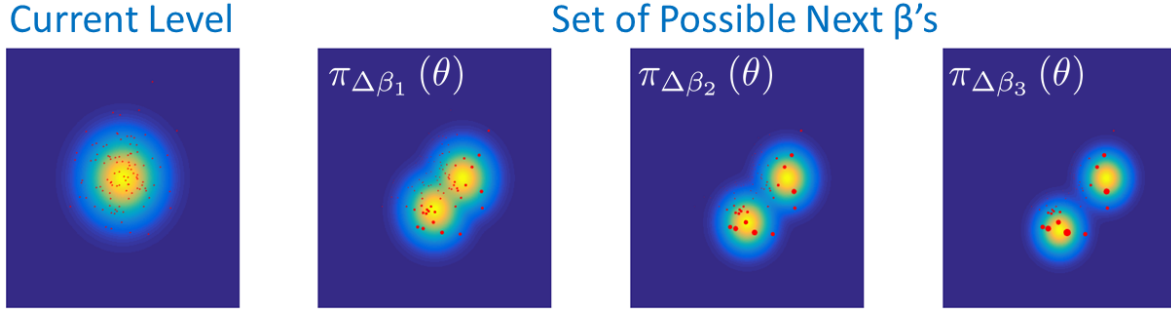 Current Level
Set of Possible Next β's
π_{Δβ₁} (θ)
π_{Δβ₂} (θ)
π_{Δβ₃} (θ)